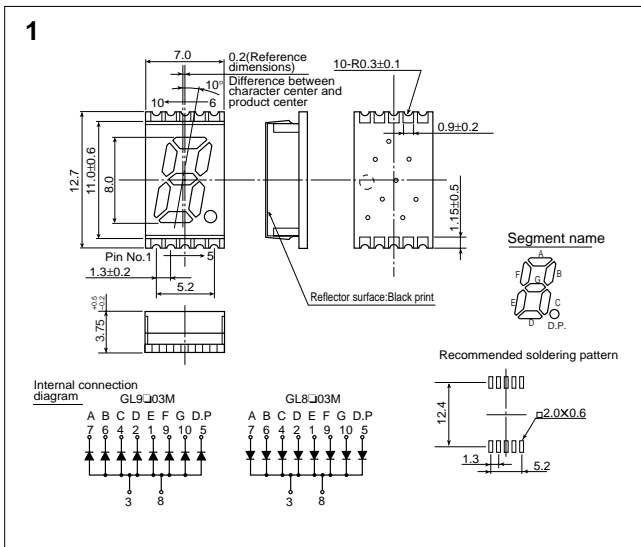 1
7.0
0.2(Reference
dimensions)
Difference between
character center and
product center
10°
10 6
10-R0.3±0.1
0.9±0.2
12.7
11.0±0.6
8.0
1.15±0.5
Pin No.1 5
1.3±0.2
5.2
Reflector surface:Black print
Segment name
A
F B
G
E C
D D.P.
3.75 +0.5 −0.2
Recommended soldering pattern
12.4
□2.0×0.6
1.3 5.2
Internal connection
diagram
GL9□03M
A B C D E F G D.P
7 6 4 2 1 9 10 5
3 8
GL8□03M
A B C D E F G D.P
7 6 4 2 1 9 10 5
3 8